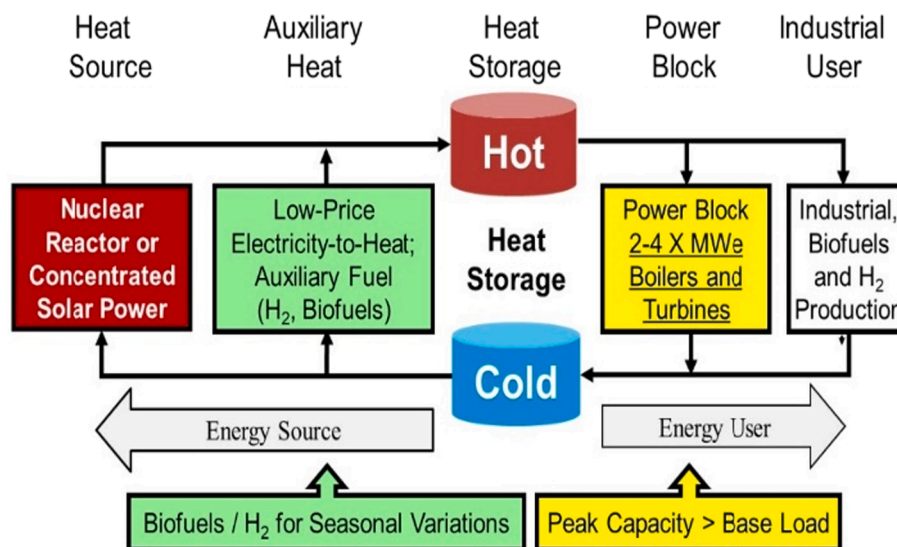 Heat
Source
Auxiliary
Heat
Heat
Storage
Power
Block
Industrial
User
Hot
Nuclear
Reactor or
Concentrated
Solar Power
Low-Price
Electricity-to-Heat;
Auxiliary Fuel
(H₂, Biofuels)
Heat
Storage
Power Block
2-4 X MWe
Boilers and
Turbines
Industrial,
Biofuels
and H₂
Production
Cold
Energy Source
Energy User
Biofuels / H₂ for Seasonal Variations
Peak Capacity > Base Load